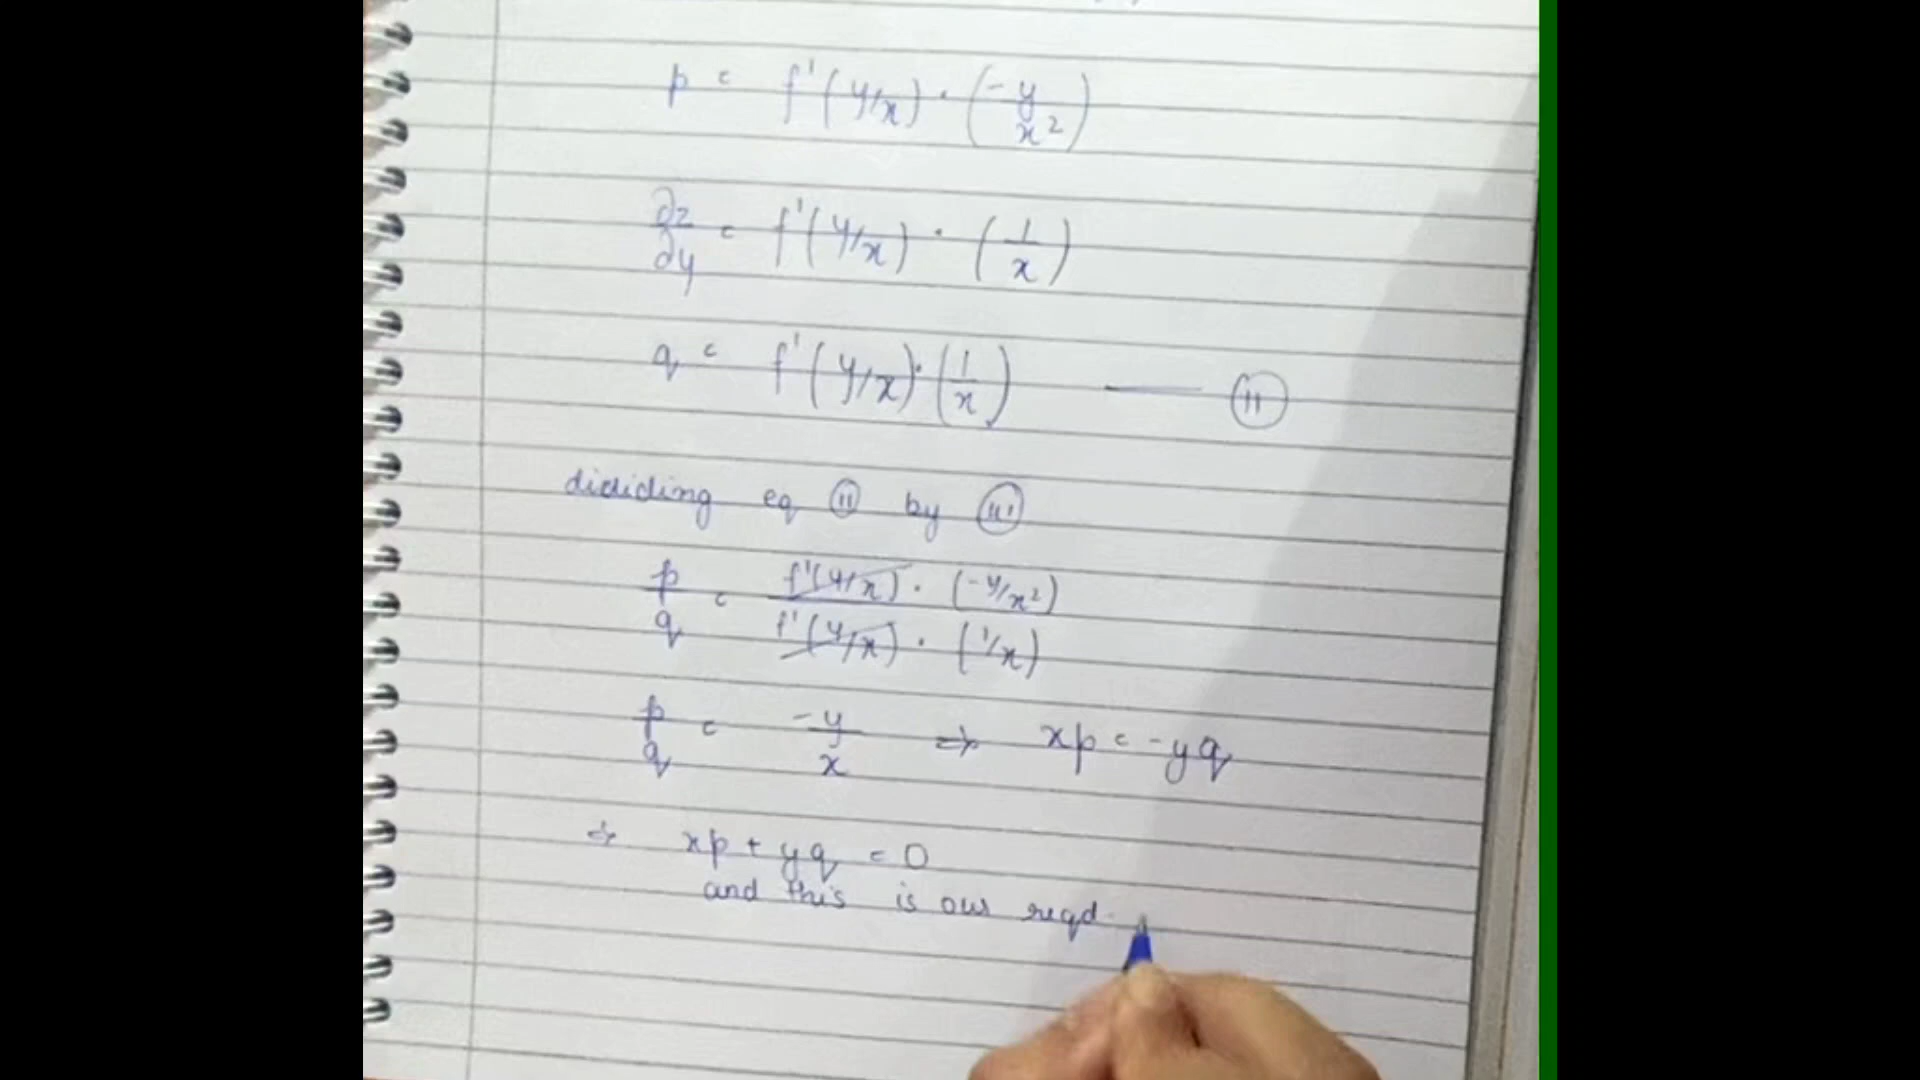 p = f'(y/x) · (-y/x²)
∂z/∂y = f'(y/x) · (1/x)
q = f'(y/x) · (1/x) —— (ii)
dividing eq (ii) by (iii)
p/q = f'(y/x) · (-y/x²) / f'(y/x) · (1/x)
p/q = -y/x ⇒ xp = -yq
⇒ xp + yq = 0
and this is our reqd.